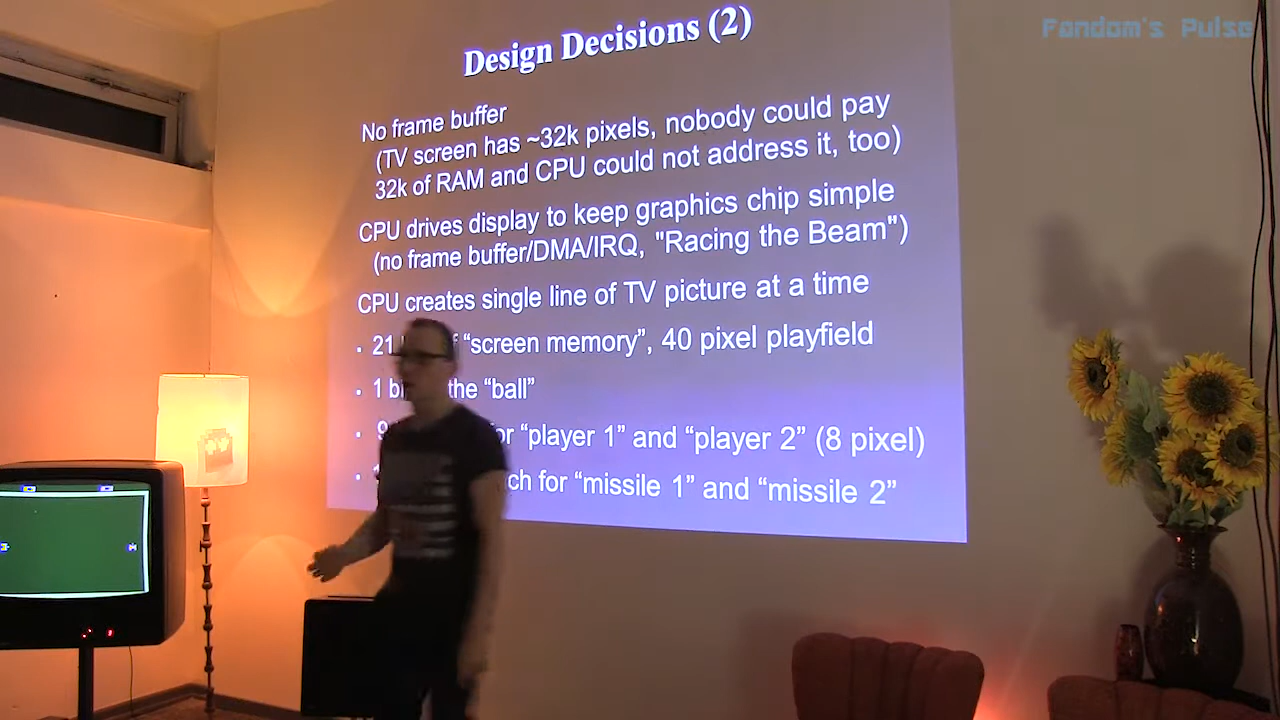 Fandom's Pulse
Design Decisions (2)
No frame buffer
(TV screen has ~32k pixels, nobody could pay
32k of RAM and CPU could not address it, too)
CPU drives display to keep graphics chip simple
(no frame buffer/DMA/IRQ, "Racing the Beam")
CPU creates single line of TV picture at a time
• 21 “screen memory”, 40 pixel playfield
• 1 the “ball”
• “player 1” and “player 2” (8 pixel)
• for “missile 1” and “missile 2”